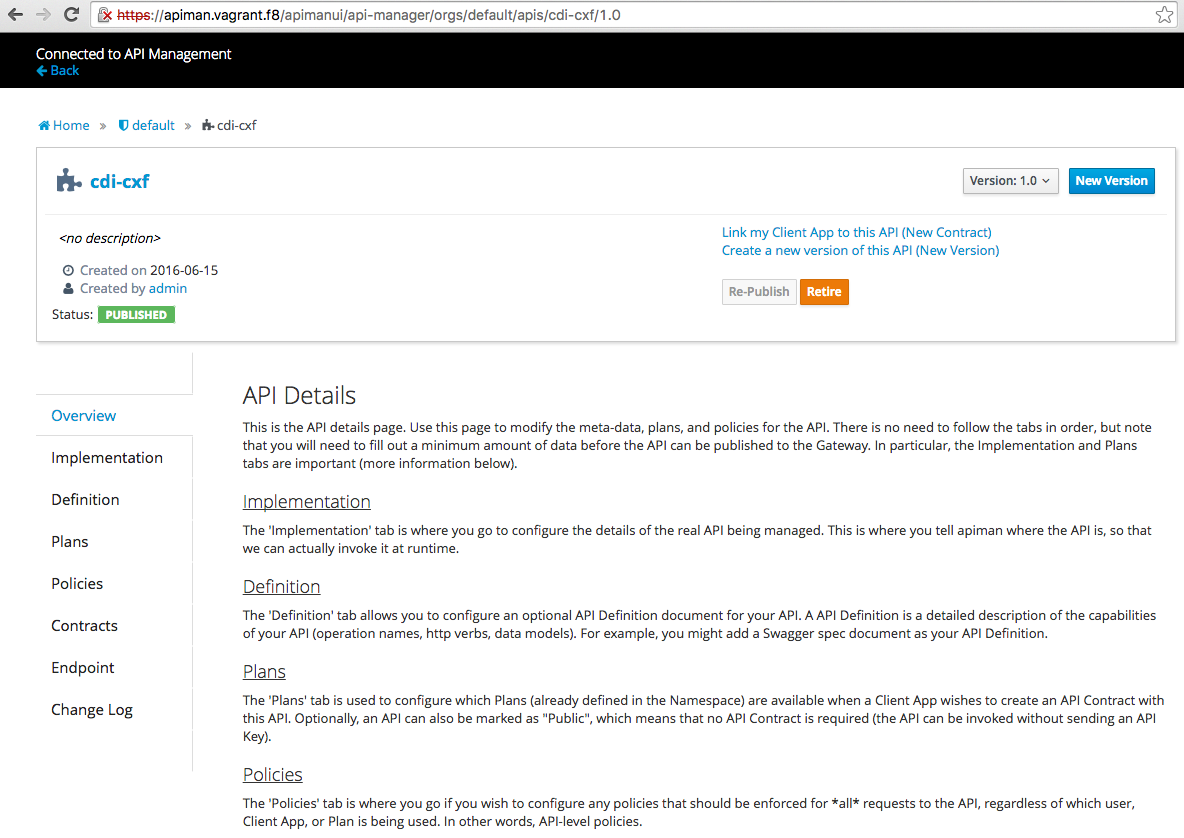 https://apiman.vagrant.f8/apimanui/api-manager/orgs/default/apis/cdi-cxf/1.0
Connected to API Management
Back
Home » default » cdi-cxf
cdi-cxf
Version: 1.0
New Version
<no description>
Link my Client App to this API (New Contract)
Create a new version of this API (New Version)
Created on 2016-06-15
Created by admin
Re-Publish
Retire
Status: PUBLISHED
Overview
Implementation
Definition
Plans
Policies
Contracts
Endpoint
Change Log
API Details
This is the API details page. Use this page to modify the meta-data, plans, and policies for the API. There is no need to follow the tabs in order, but note
that you will need to fill out a minimum amount of data before the API can be published to the Gateway. In particular, the Implementation and Plans
tabs are important (more information below).
Implementation
The 'Implementation' tab is where you go to configure the details of the real API being managed. This is where you tell apiman where the API is, so that
we can actually invoke it at runtime.
Definition
The 'Definition' tab allows you to configure an optional API Definition document for your API. A API Definition is a detailed description of the capabilities
of your API (operation names, http verbs, data models). For example, you might add a Swagger spec document as your API Definition.
Plans
The 'Plans' tab is used to configure which Plans (already defined in the Namespace) are available when a Client App wishes to create an API Contract with
this API. Optionally, an API can also be marked as "Public", which means that no API Contract is required (the API can be invoked without sending an API
Key).
Policies
The 'Policies' tab is where you go if you wish to configure any policies that should be enforced for *all* requests to the API, regardless of which user,
Client App, or Plan is being used. In other words, API-level policies.